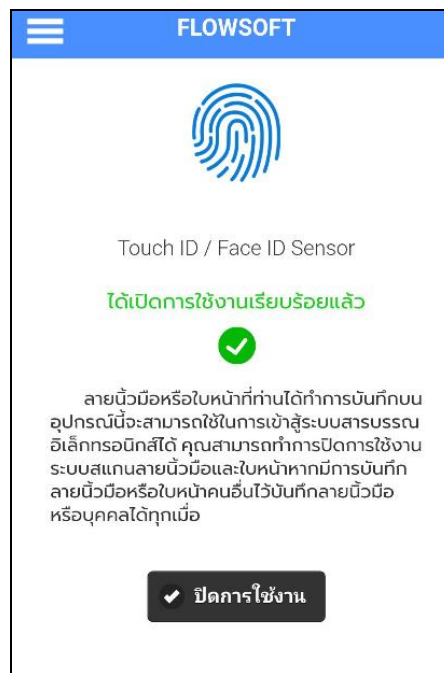 FLOWSOFT
Touch ID / Face ID Sensor
ได้เปิดการใช้งานเรียบร้อยแล้ว
ลายนิ้วมือหรือใบหน้าที่ท่านได้ทำการบันทึกบน
อุปกรณ์นี้จะสามารถใช้ในการเข้าสู่ระบบสารบรรณ
อิเล็กทรอนิกส์ได้ คุณสามารถทำการปิดการใช้งาน
ระบบสแกนลายนิ้วมือและใบหน้าหากมีการบันทึก
ลายนิ้วมือหรือใบหน้าคนอื่นไว้บันทึกลายนิ้วมือ
หรือบุคคลได้ทุกเมื่อ
ปิดการใช้งาน